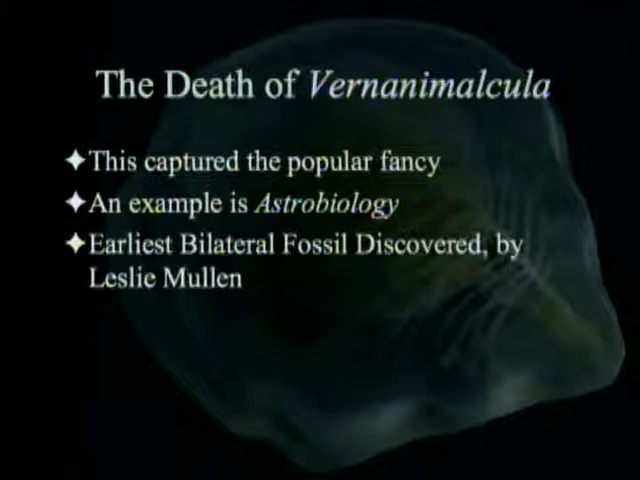 The Death of Vernanimalcula
This captured the popular fancy
An example is Astrobiology
Earliest Bilateral Fossil Discovered, by
Leslie Mullen